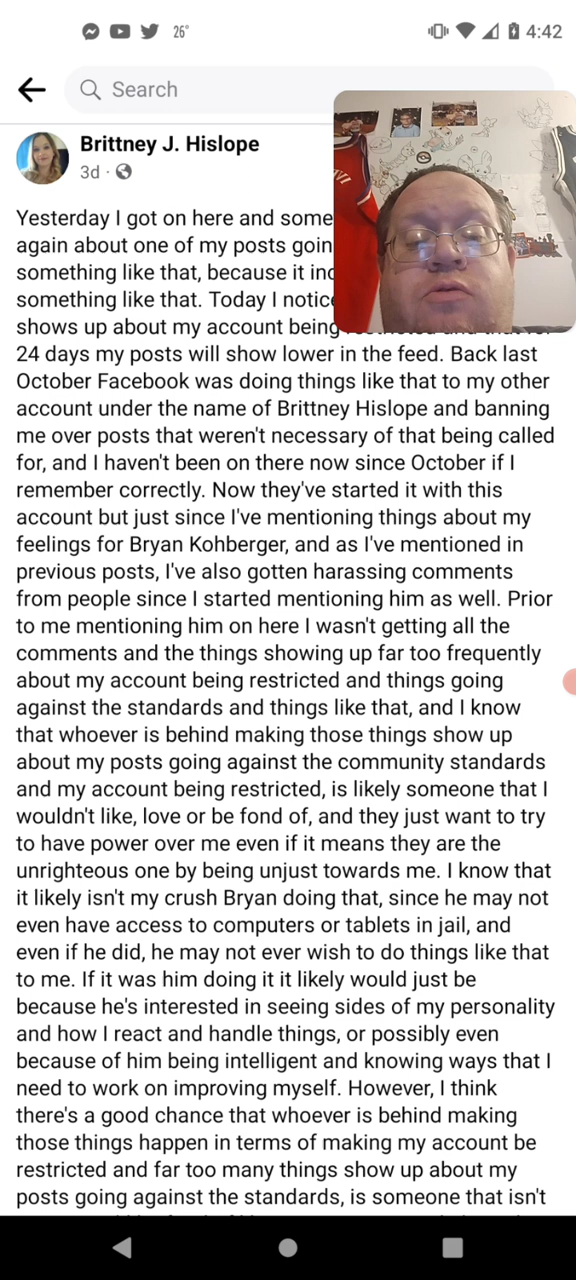 26°
4:42
Search
Brittney J. Hislope
3d
Yesterday I got on here and some
again about one of my posts goin
something like that, because it inc
something like that. Today I notice
shows up about my account being
24 days my posts will show lower in the feed. Back last
October Facebook was doing things like that to my other
account under the name of Brittney Hislope and banning
me over posts that weren't necessary of that being called
for, and I haven't been on there now since October if I
remember correctly. Now they've started it with this
account but just since I've mentioning things about my
feelings for Bryan Kohberger, and as I've mentioned in
previous posts, I've also gotten harassing comments
from people since I started mentioning him as well. Prior
to me mentioning him on here I wasn't getting all the
comments and the things showing up far too frequently
about my account being restricted and things going
against the standards and things like that, and I know
that whoever is behind making those things show up
about my posts going against the community standards
and my account being restricted, is likely someone that I
wouldn't like, love or be fond of, and they just want to try
to have power over me even if it means they are the
unrighteous one by being unjust towards me. I know that
it likely isn't my crush Bryan doing that, since he may not
even have access to computers or tablets in jail, and
even if he did, he may not ever wish to do things like that
to me. If it was him doing it it likely would just be
because he's interested in seeing sides of my personality
and how I react and handle things, or possibly even
because of him being intelligent and knowing ways that I
need to work on improving myself. However, I think
there's a good chance that whoever is behind making
those things happen in terms of making my account be
restricted and far too many things show up about my
posts going against the standards, is someone that isn't